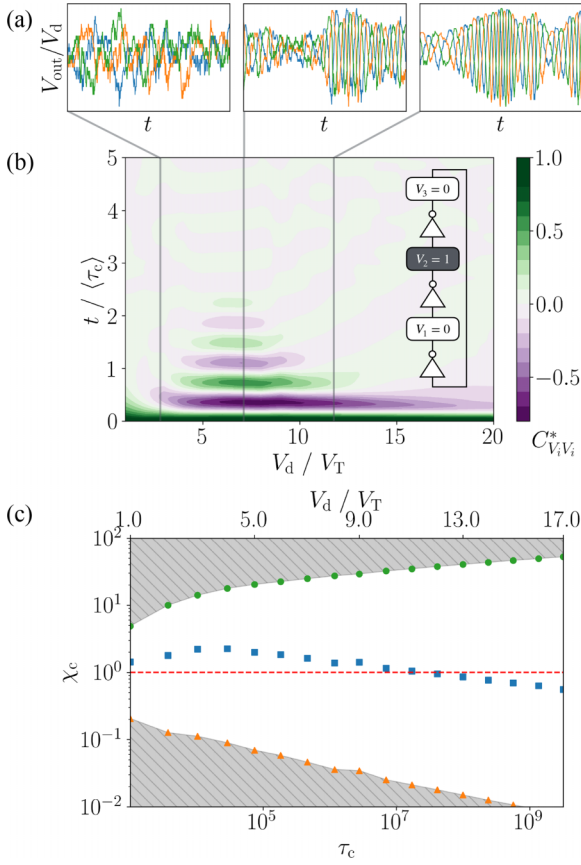 (a)
V_out/V_d
t
t
t
(b)
5
4
3
2
1
0
t / ⟨τ_c⟩
5
10
15
20
V_d / V_T
V_3 = 0
V_2 = 1
V_1 = 0
1.0
0.5
0.0
−0.5
C*_{V_iV_i}
(c)
V_d / V_T
1.0
5.0
9.0
13.0
17.0
10^2
10^1
10^0
10^−1
10^−2
χ_c
10^5
10^7
10^9
τ_c